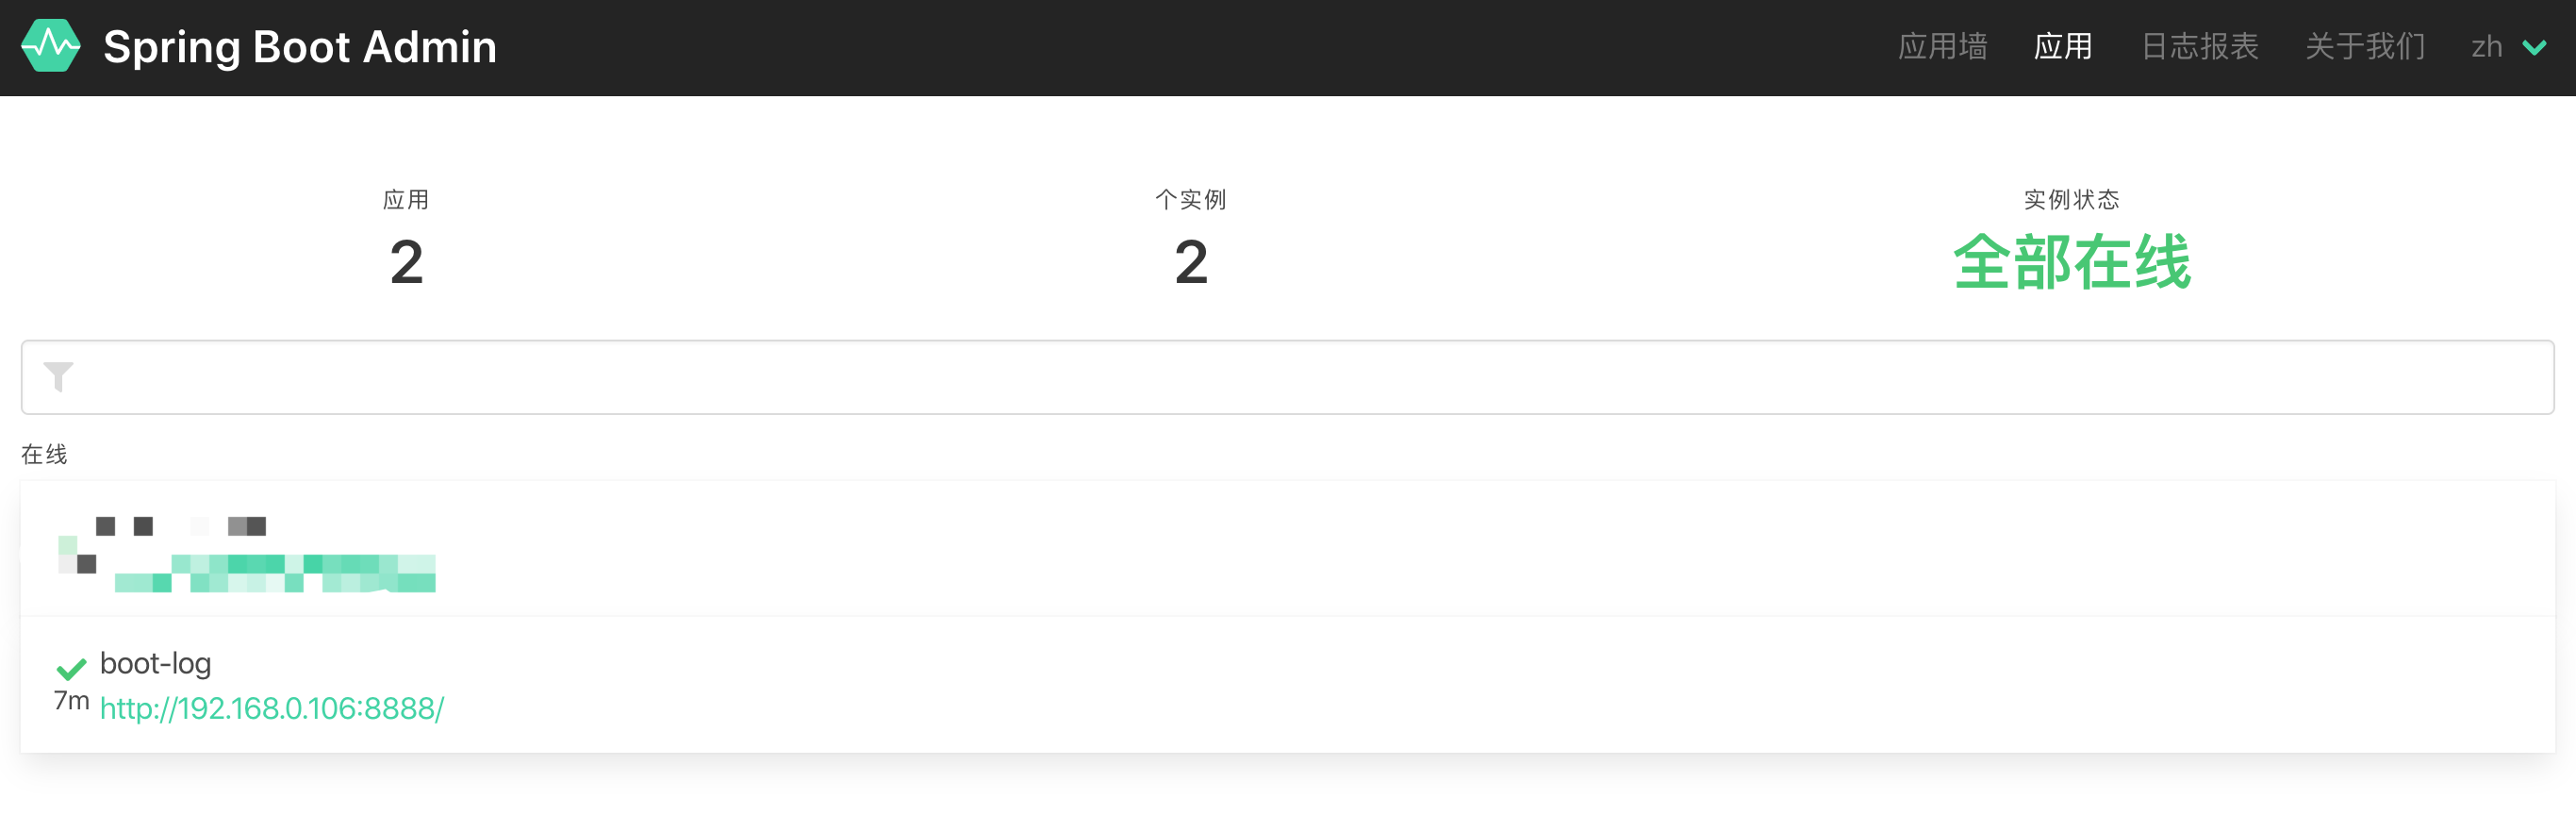 Spring Boot Admin
应用墙 应用 日志报表 关于我们 zh
应用 个实例 实例状态
2 2 全部在线
在线
boot-log
7m http://192.168.0.106:8888/